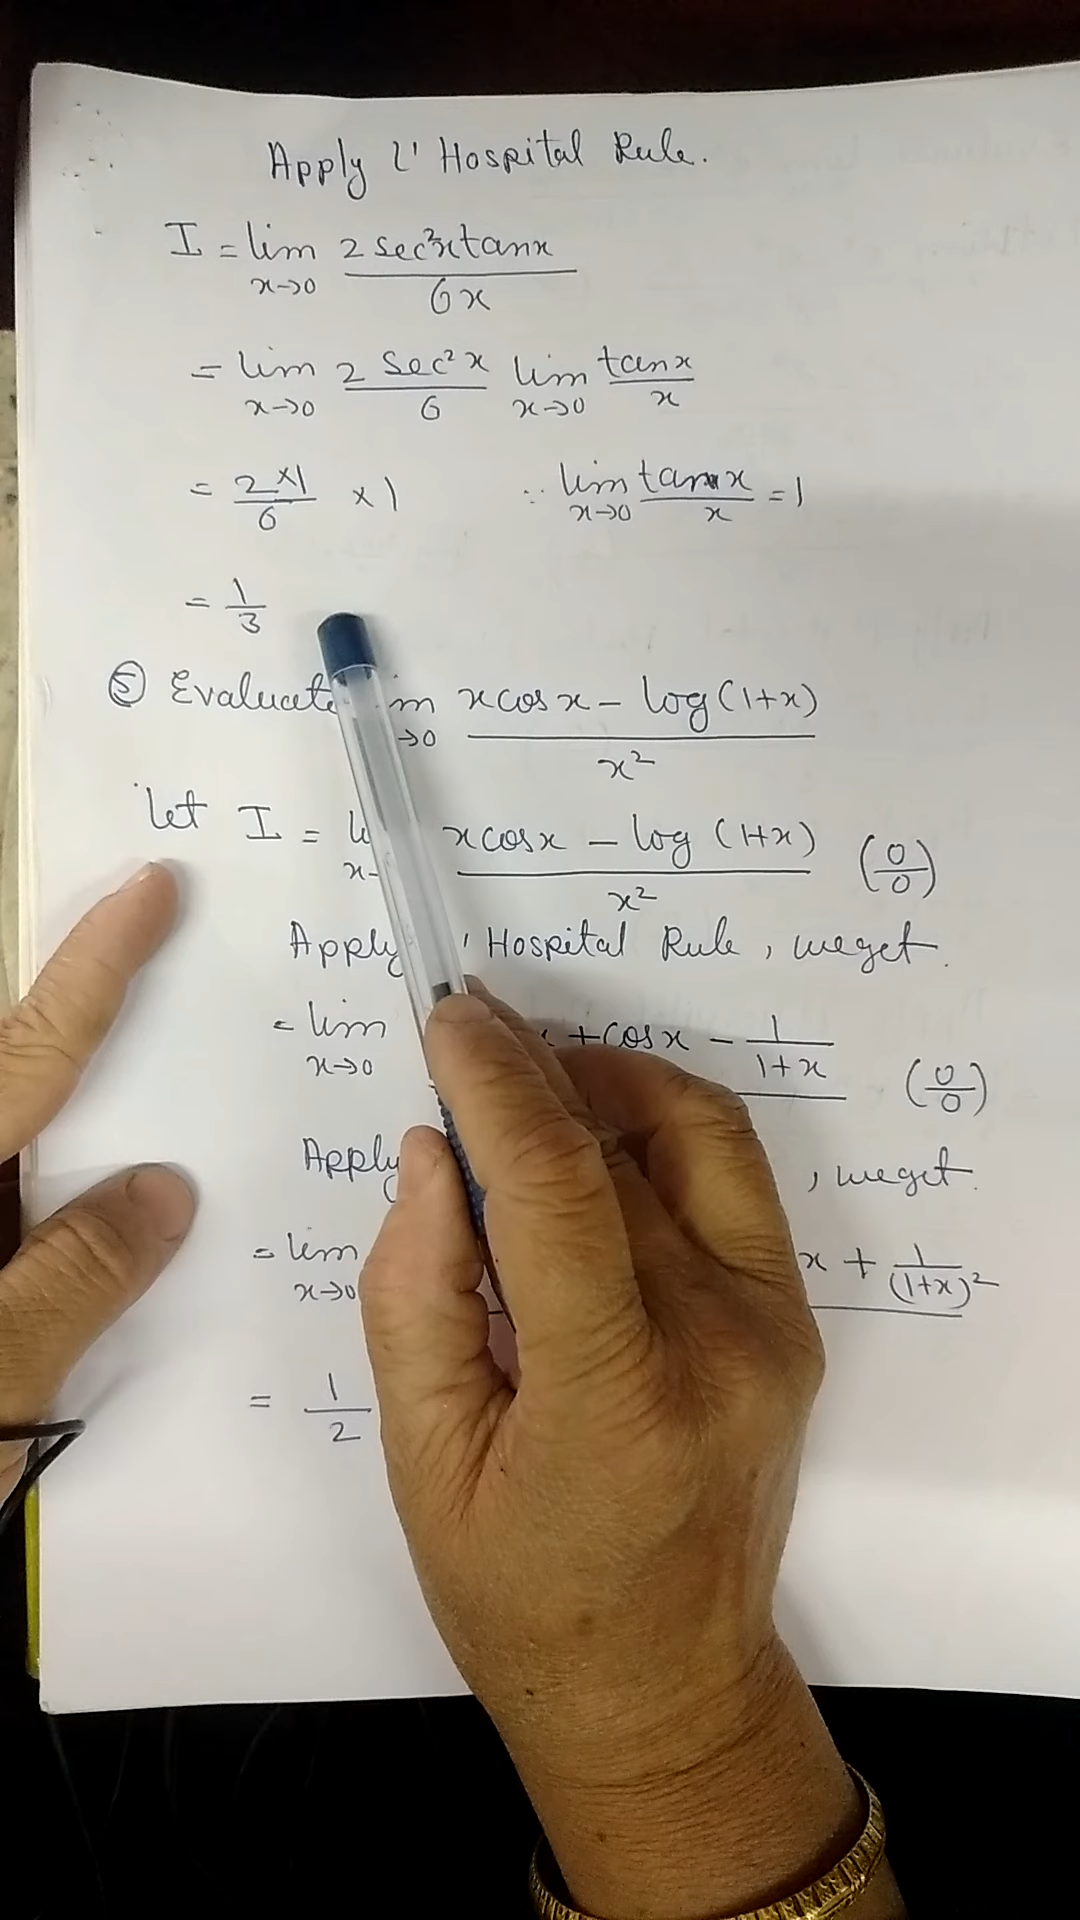 Apply L' Hospital Rule.
I = lim x→0 2 sec²x tanx / 6x
= lim x→0 2 Sec²x / 6 lim x→0 tanx / x
= 2×1 / 6 × 1 ∵ lim x→0 tanx / x = 1
= 1/3
⑤ Evaluate m →0 xcosx - log(1+x) / x²
Let I = x- xcosx - log(1+x) / x² (0/0)
Apply ' Hospital Rule, weget.
= lim x→0 +cosx - 1/1+x (0/0)
Apply , weget.
= lim x→0 x + 1/(1+x)²
= 1/2